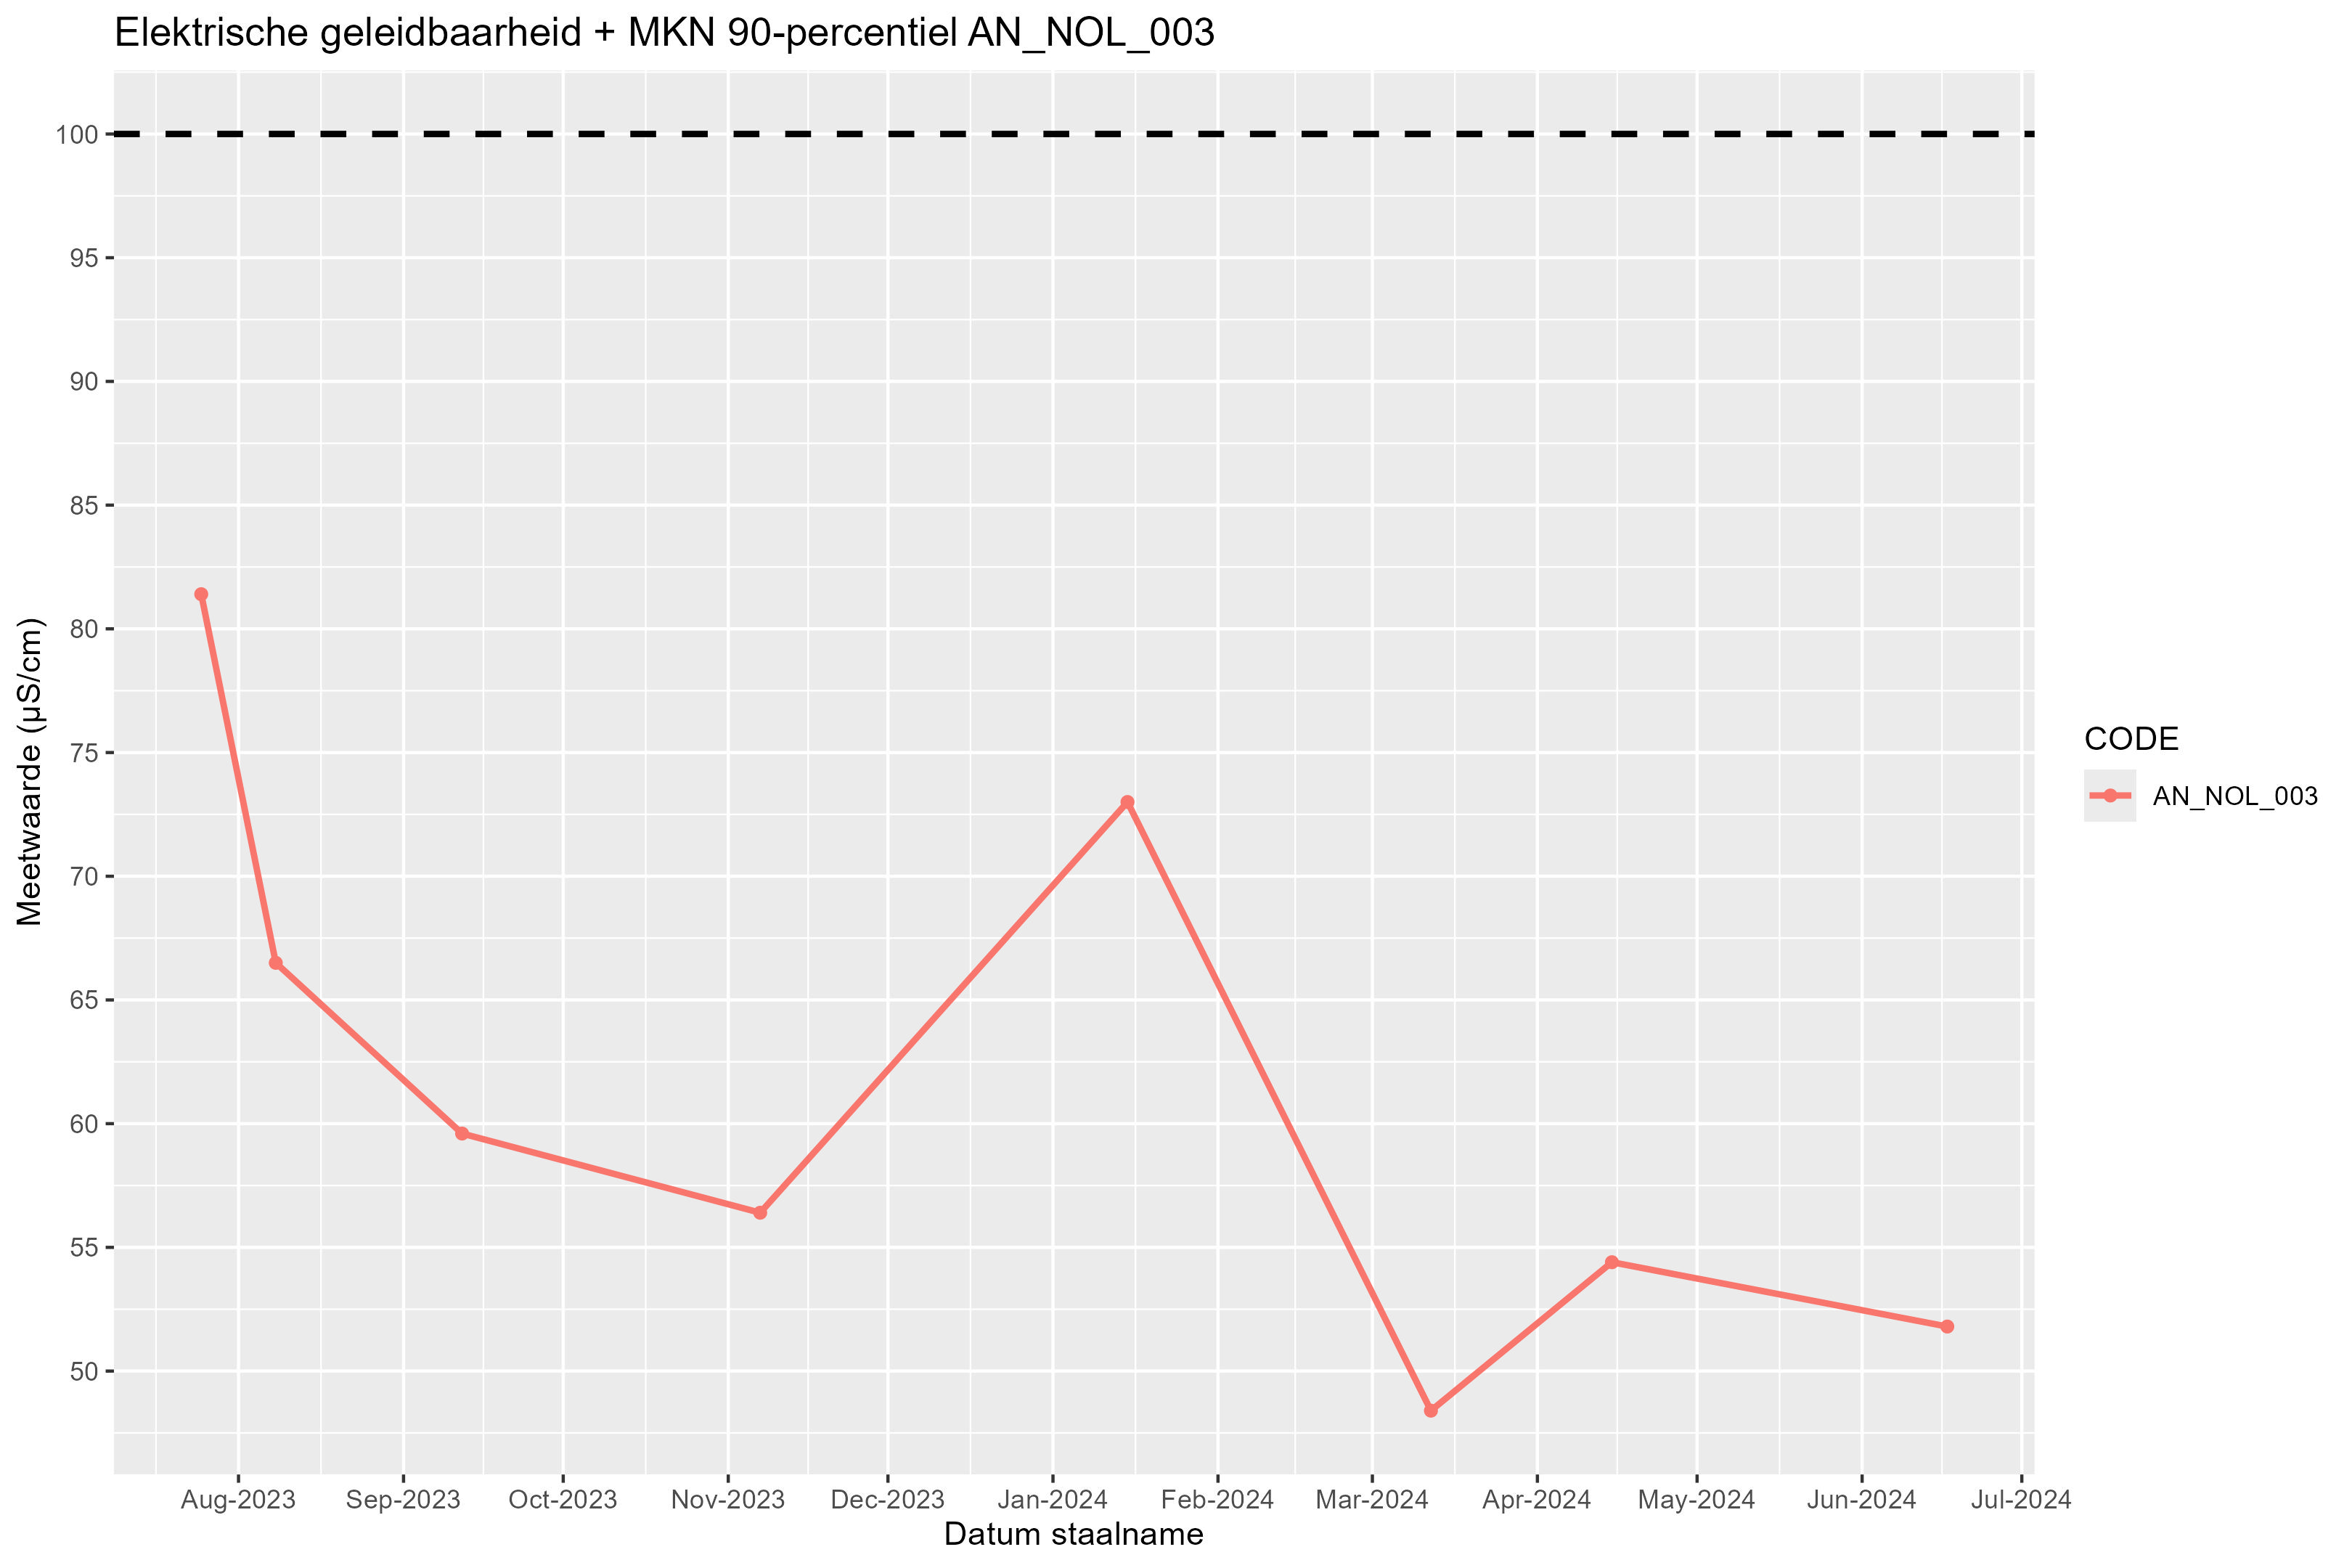 Elektrische geleidbaarheid + MKN 90-percentiel AN_NOL_003
Meetwaarde (µS/cm)
100
95
90
85
80
75
70
65
60
55
50
Aug-2023 Sep-2023 Oct-2023 Nov-2023 Dec-2023 Jan-2024 Feb-2024 Mar-2024 Apr-2024 May-2024 Jun-2024 Jul-2024
Datum staalname
CODE
AN_NOL_003